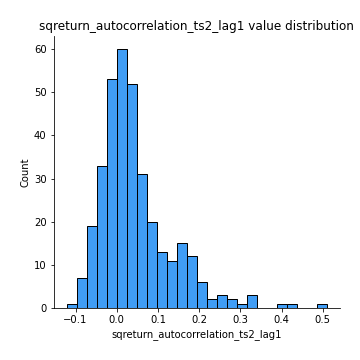 sqreturn_autocorrelation_ts2_lag1 value distribution
60
50
40
30
20
10
0
Count
−0.1 0.0 0.1 0.2 0.3 0.4 0.5
sqreturn_autocorrelation_ts2_lag1